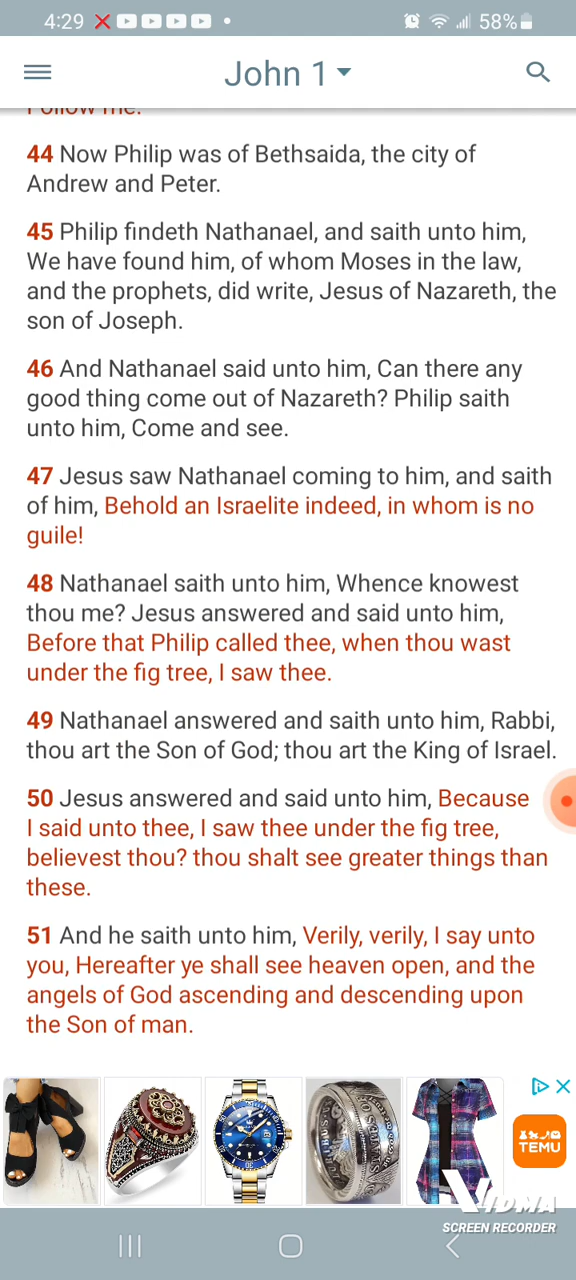 4:29
58%
John 1
Follow me.
44 Now Philip was of Bethsaida, the city of
Andrew and Peter.
45 Philip findeth Nathanael, and saith unto him,
We have found him, of whom Moses in the law,
and the prophets, did write, Jesus of Nazareth, the
son of Joseph.
46 And Nathanael said unto him, Can there any
good thing come out of Nazareth? Philip saith
unto him, Come and see.
47 Jesus saw Nathanael coming to him, and saith
of him, Behold an Israelite indeed, in whom is no
guile!
48 Nathanael saith unto him, Whence knowest
thou me? Jesus answered and said unto him,
Before that Philip called thee, when thou wast
under the fig tree, I saw thee.
49 Nathanael answered and saith unto him, Rabbi,
thou art the Son of God; thou art the King of Israel.
50 Jesus answered and said unto him, Because
I said unto thee, I saw thee under the fig tree,
believest thou? thou shalt see greater things than
these.
51 And he saith unto him, Verily, verily, I say unto
you, Hereafter ye shall see heaven open, and the
angels of God ascending and descending upon
the Son of man.
TEMU
VIDMA
SCREEN RECORDER